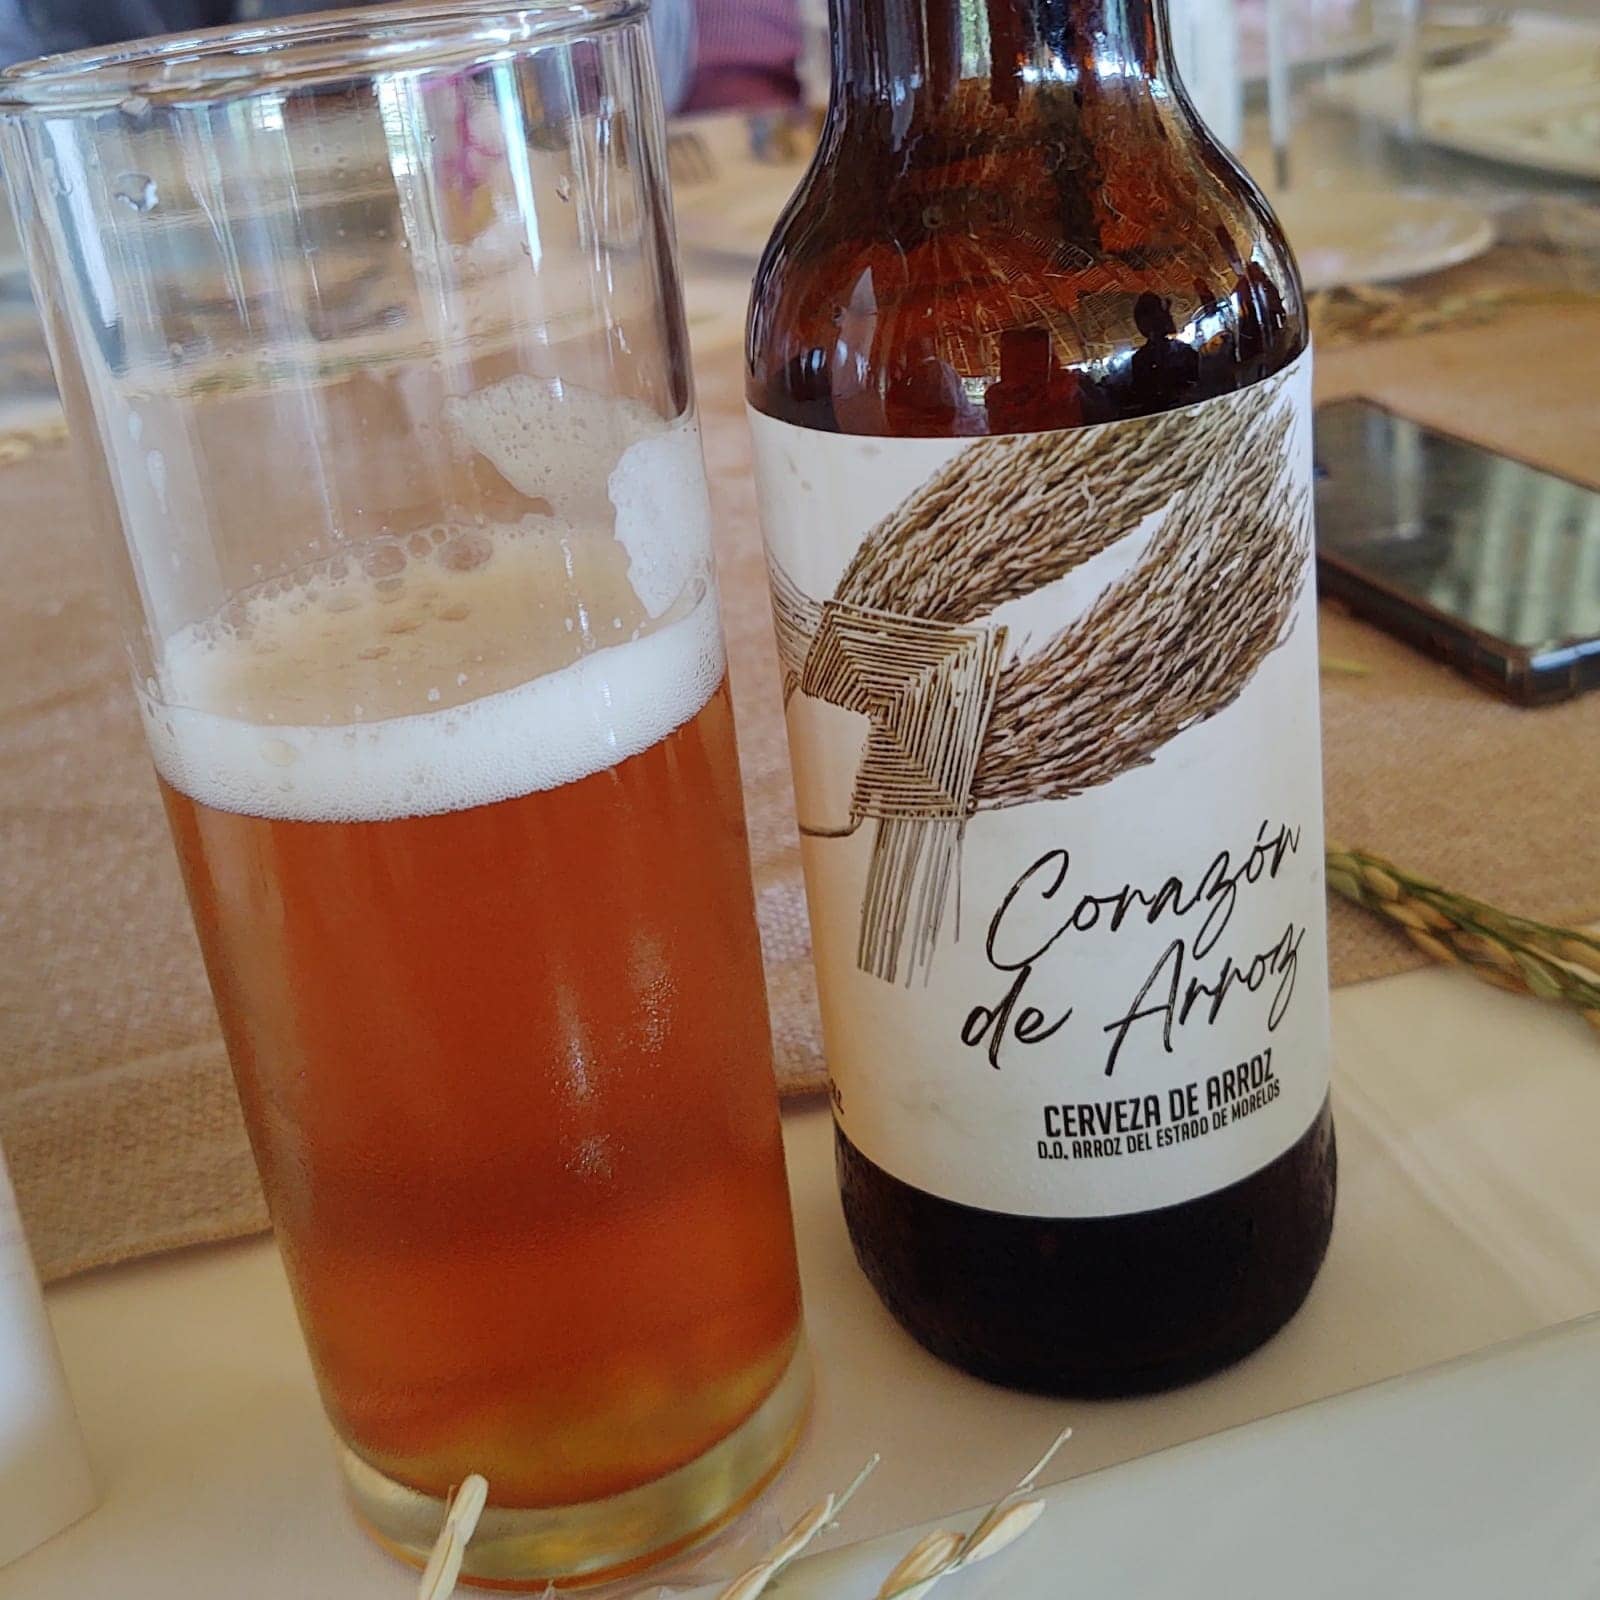 Corazón
de Arroz
CERVEZA DE ARROZ
D.O. ARROZ DEL ESTADO DE MORELOS